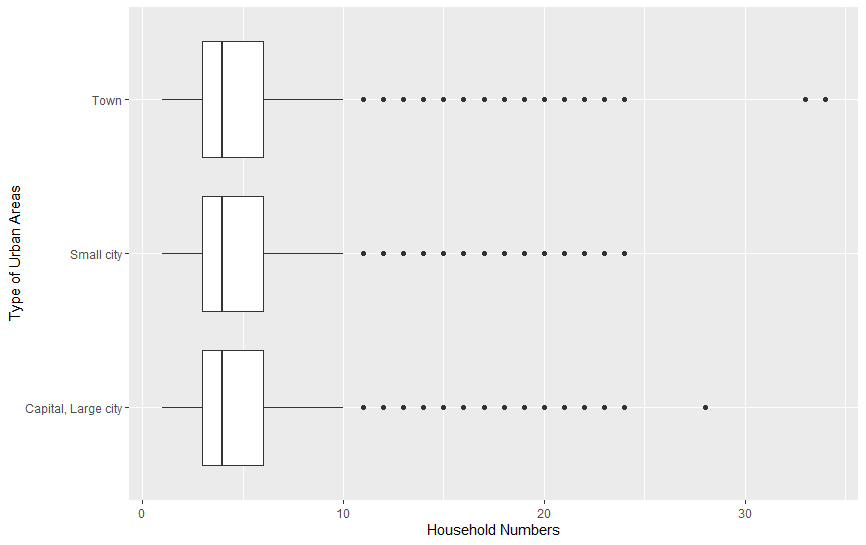 Town
Small city
Capital, Large city
Type of Urban Areas
0
10
20
30
Household Numbers